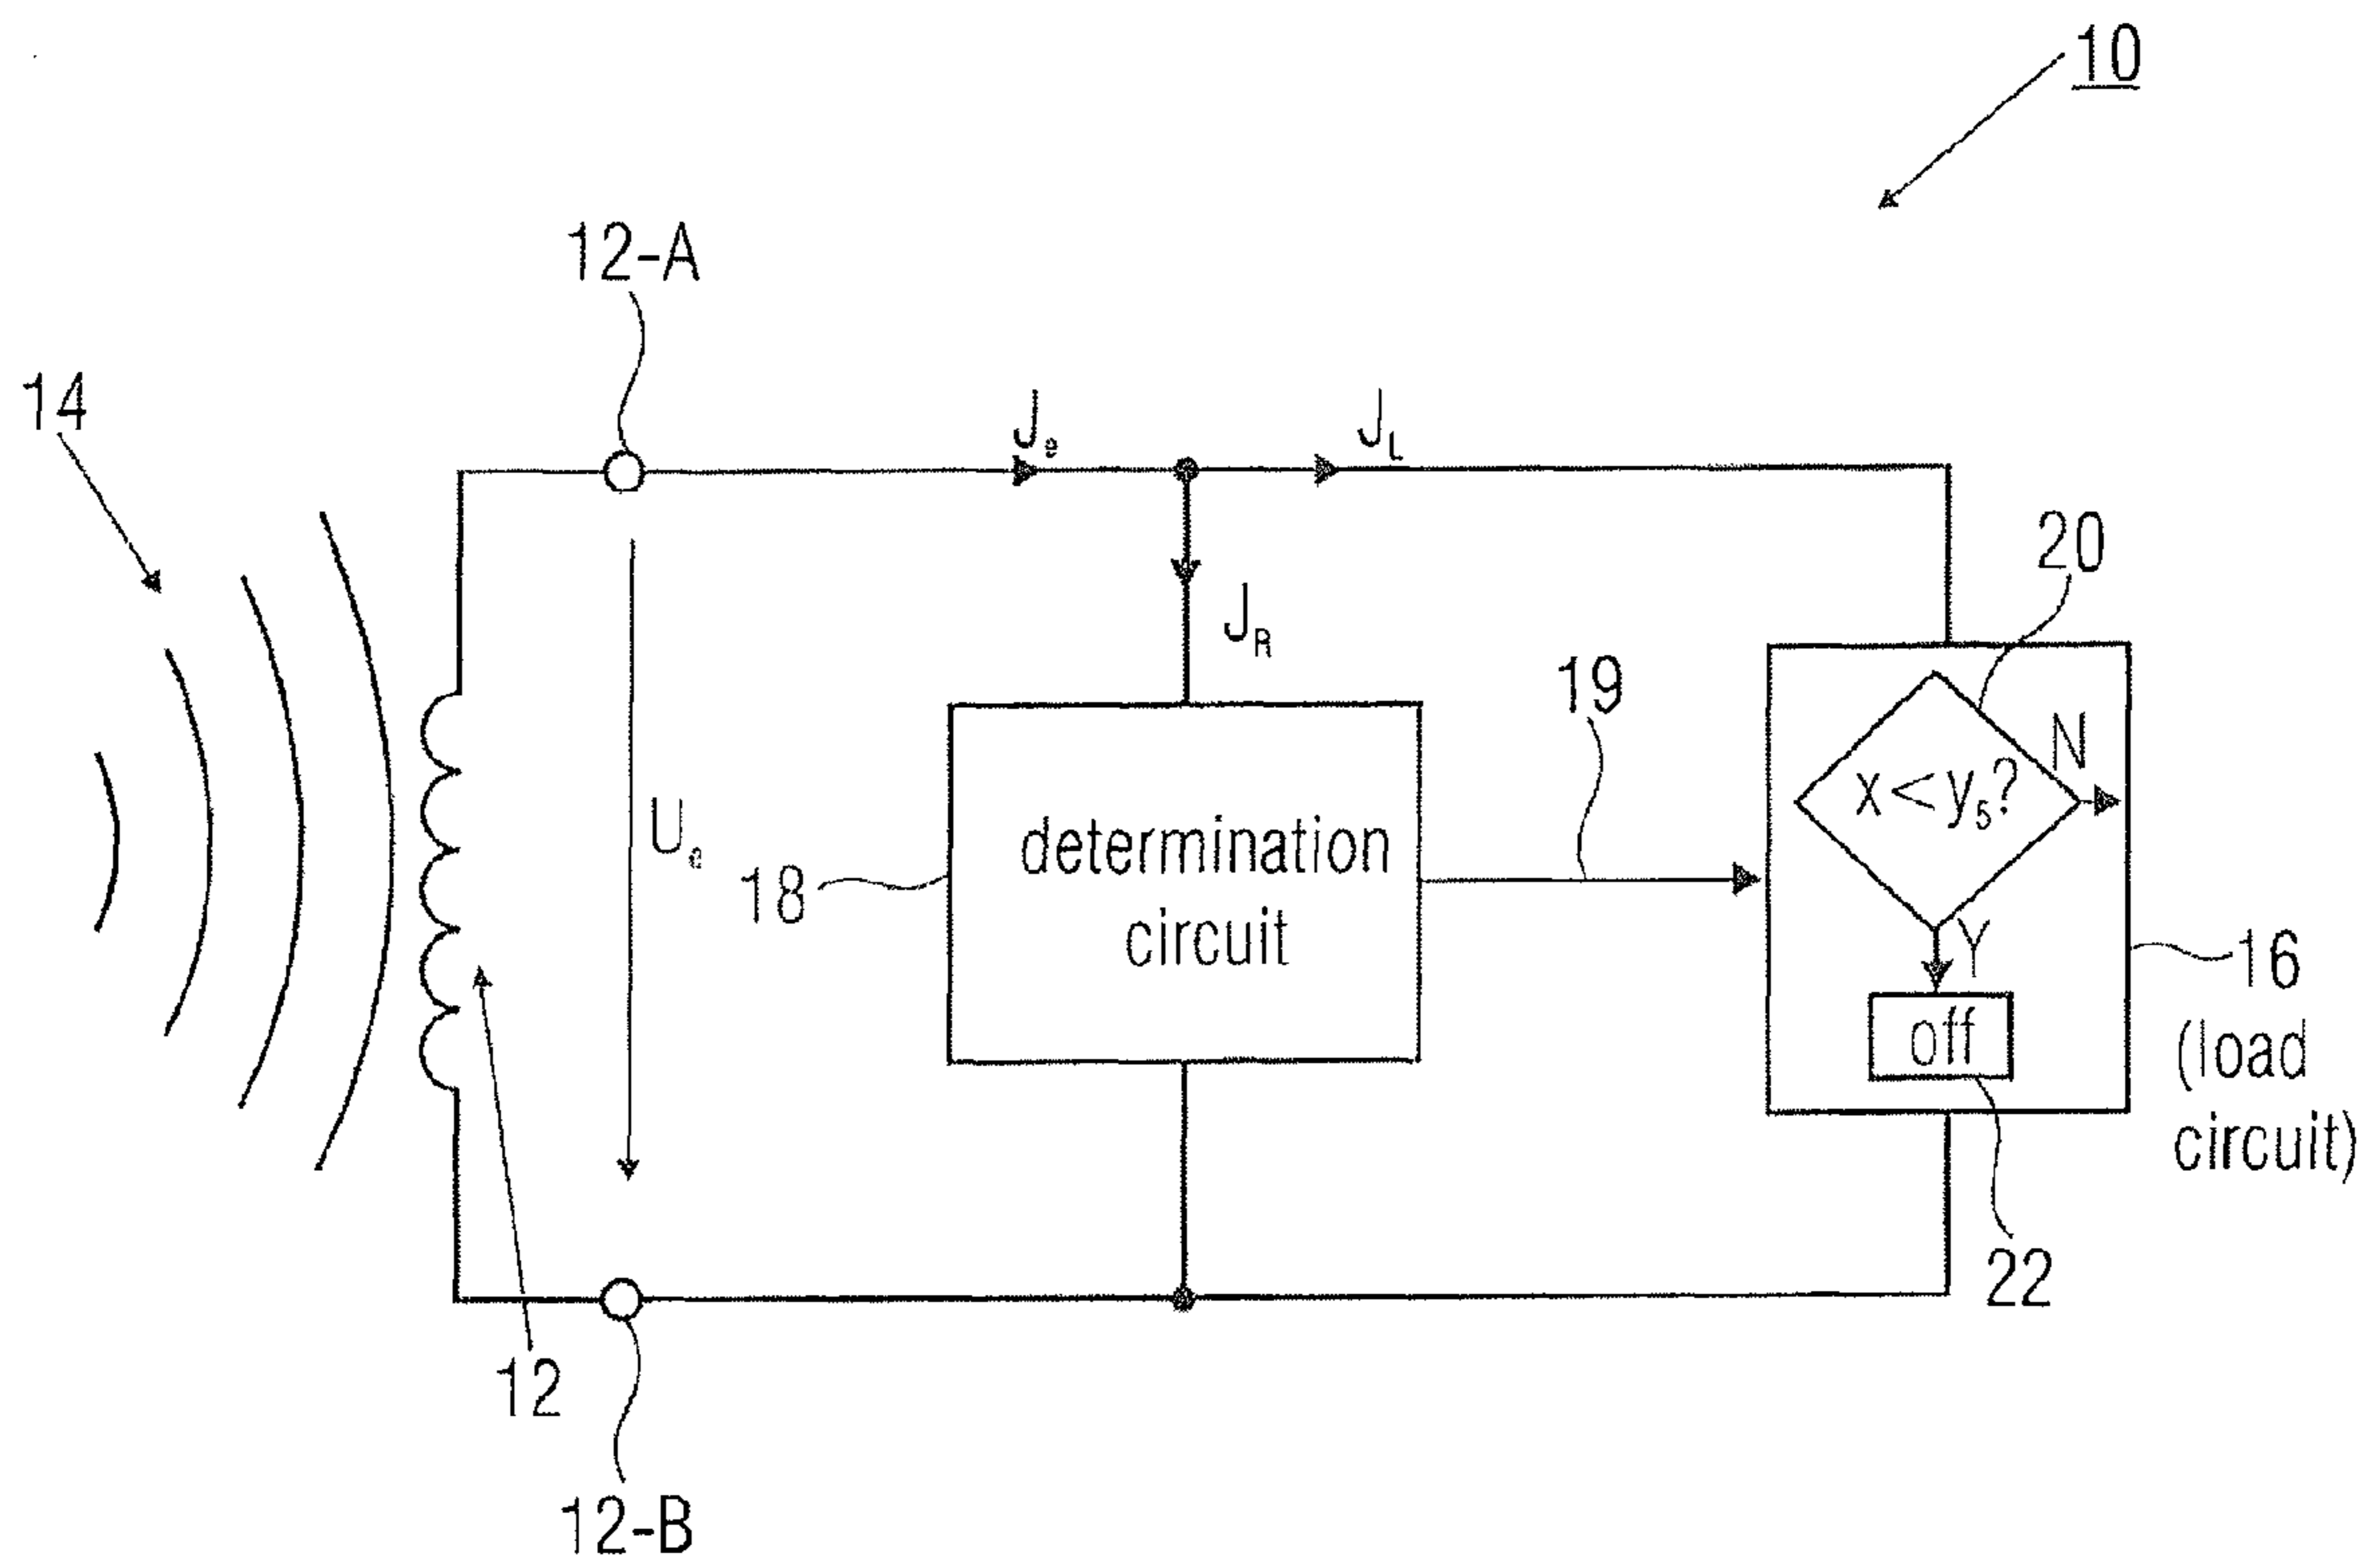 10
12-A
14
Je
JL
20
JR
19
N
x<y5?
Ue
determination
circuit
18
Y
16
(load
circuit)
off
22
12
12-B